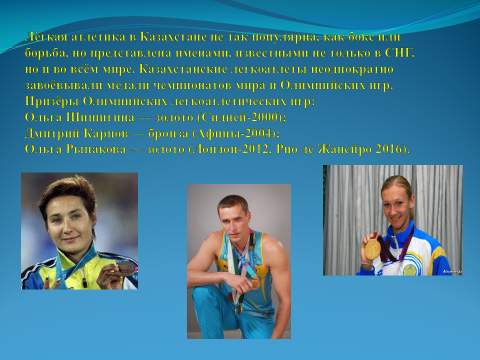 Лёгкая атлетика в Казахстане не так популярна, как бокс или
борьба, но представлена именами, известными не только в СНГ,
но и во всём мире. Казахстанские легкоатлеты неоднократно
завоёвывали медали чемпионатов мира и Олимпийских игр.
Призёры Олимпийских легкоатлетических игр:
Ольга Шишигина — золото (Сидней-2000);
Дмитрий Карпов — бронза (Афины-2004);
Ольга Рыпакова — золото (Лондон-2012, Рио де Жанейро 2016).